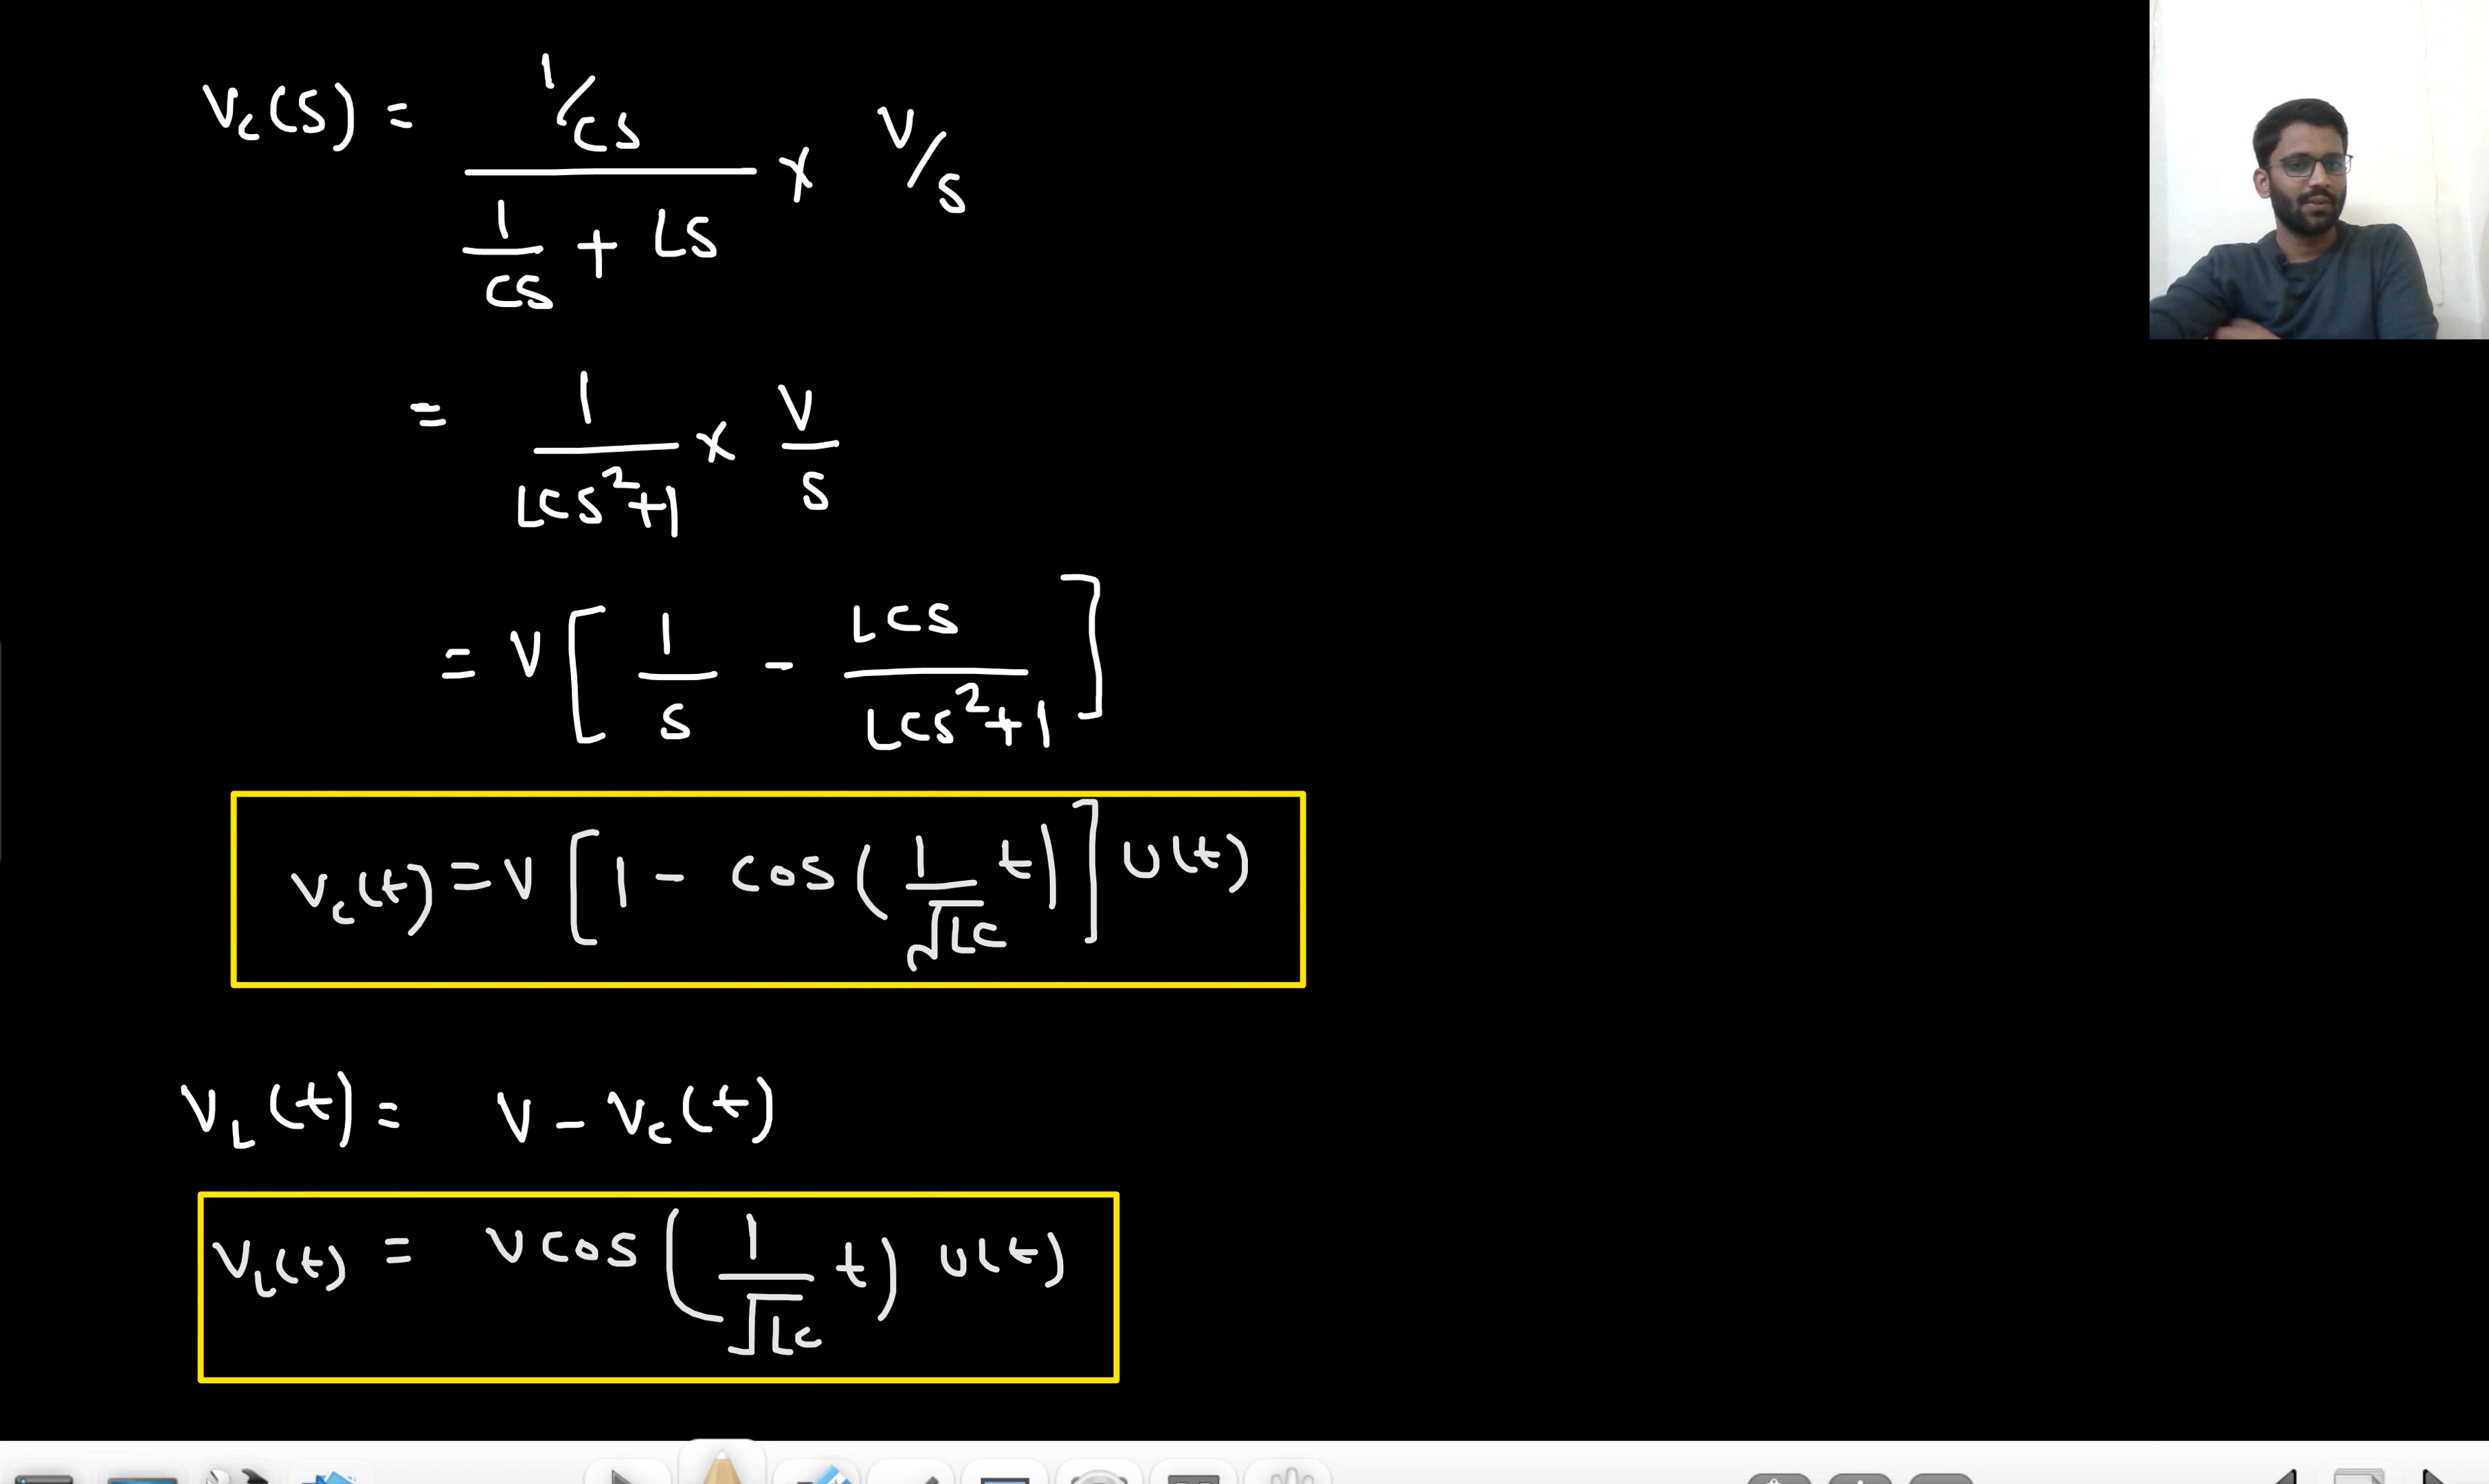 Vc(s) = (1/cs) / (1/cs + Ls) x V/s
= 1/(Lcs²+1) x V/s
= V [ 1/s - Lcs/(Lcs²+1) ]
vc(t) = V [ 1 - cos( 1/√Lc t ) ] u(t)
VL(t) = V - Vc(t)
VL(t) = V cos ( 1/√Lc t ) u(t)